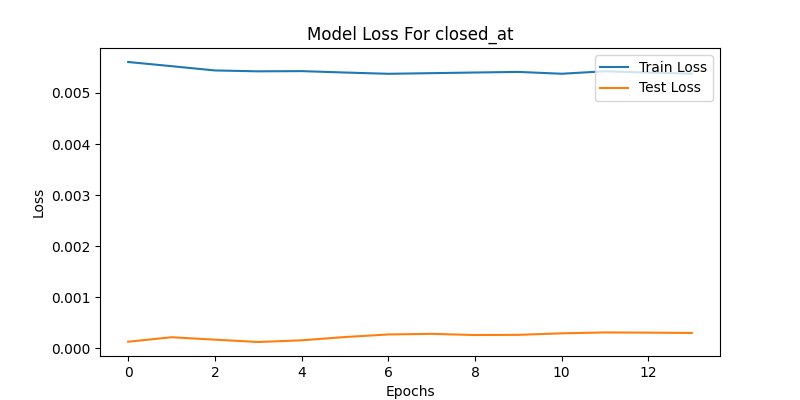 Model Loss For closed_at
Train Loss
Test Loss
0.005
0.004
0.003
0.002
0.001
0.000
Loss
0 2 4 6 8 10 12
Epochs